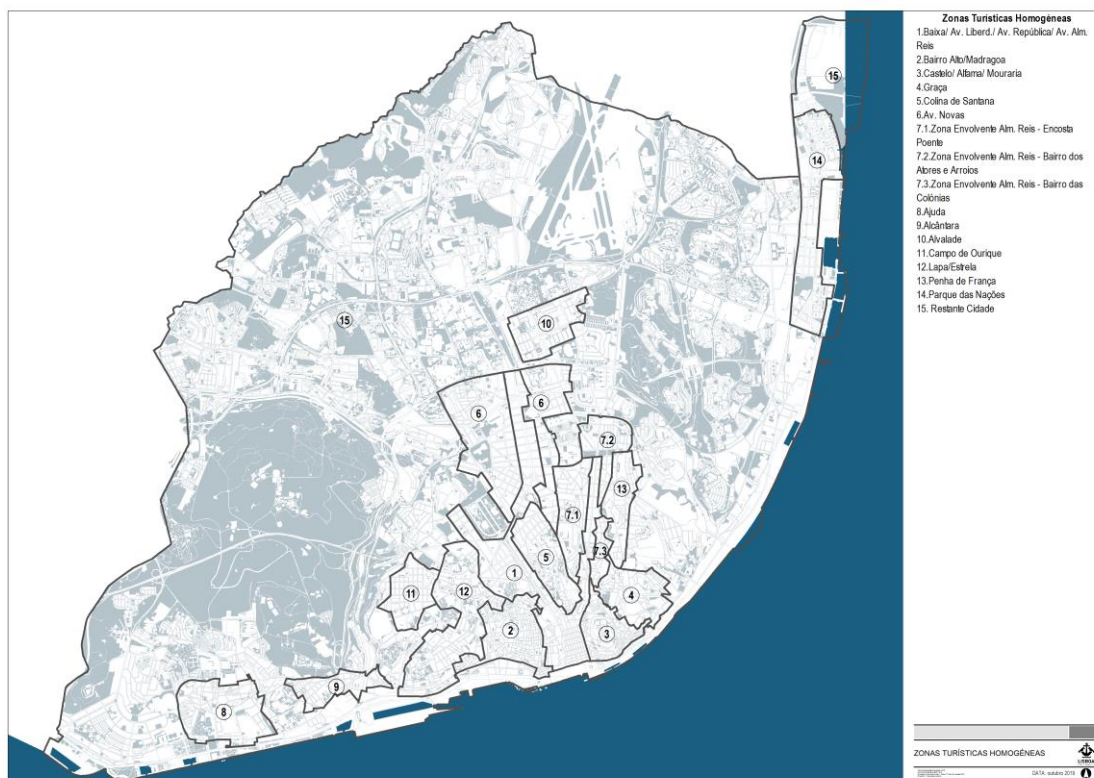 Zonas Turísticas Homogéneas
1.Baixa/ Av. Liberd./ Av. República/ Av. Alm.
Reis
2.Bairro Alto/Madragoa
3.Castelo/ Alfama/ Mouraria
4.Graça
5.Colina de Santana
6.Av. Novas
7.1.Zona Envolvente Alm. Reis - Encosta
Poente
7.2.Zona Envolvente Alm. Reis - Bairro dos
Atores e Arroios
7.3.Zona Envolvente Alm. Reis - Bairro das
Colónias
8.Ajuda
9.Alcântara
10.Alvalade
11.Campo de Ourique
12.Lapa/Estrela
13.Penha de França
14.Parque das Nações
15. Restante Cidade
15
14
15
10
6
6
7.2
13
7.1
7.3
5
1
11
12
4
2
3
9
8
ZONAS TURÍSTICAS HOMOGÉNEAS
LISBOA
DATA: outubro 2019